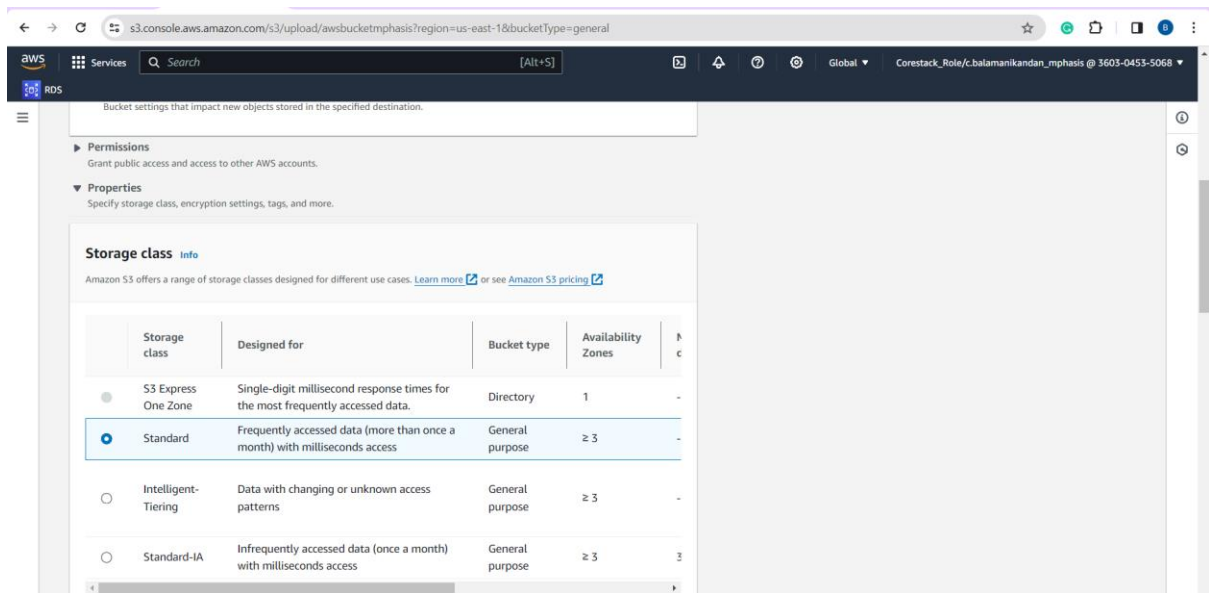 s3.console.aws.amazon.com/s3/upload/awsbucketmphasis?region=us-east-1&bucketType=general
G
B
aws
Services
Search
[Alt+S]
Global
Corestack_Role/c.balamanikandan_mphasis @ 3603-0453-5068
RDS
Bucket settings that impact new objects stored in the specified destination.
Permissions
Grant public access and access to other AWS accounts.
Properties
Specify storage class, encryption settings, tags, and more.
Storage class Info
Amazon S3 offers a range of storage classes designed for different use cases. Learn more or see Amazon S3 pricing
Storage
class
Designed for
Bucket type
Availability
Zones
S3 Express
One Zone
Single-digit millisecond response times for
the most frequently accessed data.
Directory
1
-
Standard
Frequently accessed data (more than once a
month) with milliseconds access
General
purpose
≥ 3
-
Intelligent-
Tiering
Data with changing or unknown access
patterns
General
purpose
≥ 3
-
Standard-IA
Infrequently accessed data (once a month)
with milliseconds access
General
purpose
≥ 3